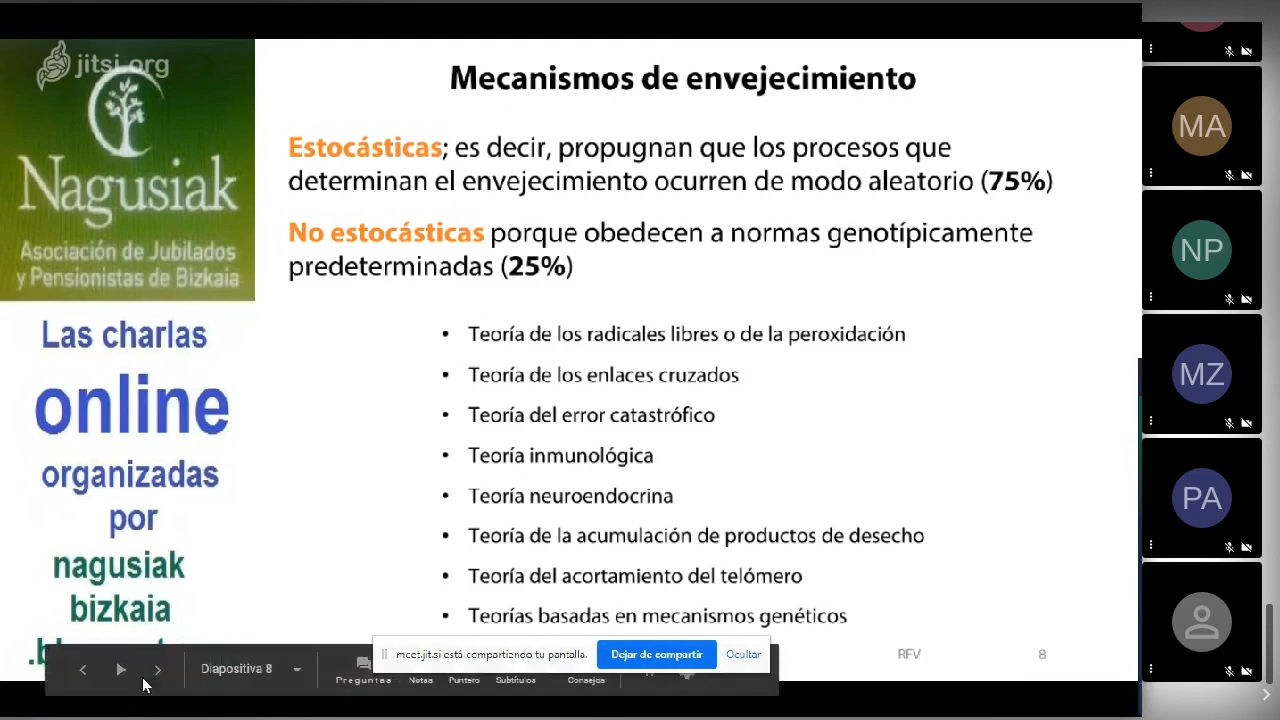 jitsi.org
Nagusiak
Asociación de Jubilados
y Pensionistas de Bizkaia
Las charlas
online
organizadas
por
nagusiak
bizkaia
Mecanismos de envejecimiento
Estocásticas; es decir, propugnan que los procesos que
determinan el envejecimiento ocurren de modo aleatorio (75%)
No estocásticas porque obedecen a normas genotípicamente
predeterminadas (25%)
• Teoría de los radicales libres o de la peroxidación
• Teoría de los enlaces cruzados
• Teoría del error catastrófico
• Teoría inmunológica
• Teoría neuroendocrina
• Teoría de la acumulación de productos de desecho
• Teoría del acortamiento del telómero
• Teorías basadas en mecanismos genéticos
RFV 8
meet.jit.si está compartiendo tu pantalla. Dejar de compartir Ocultar
Diapositiva 8
Preguntas Notas Puntero Subtítulos Consejos
MA
NP
MZ
PA